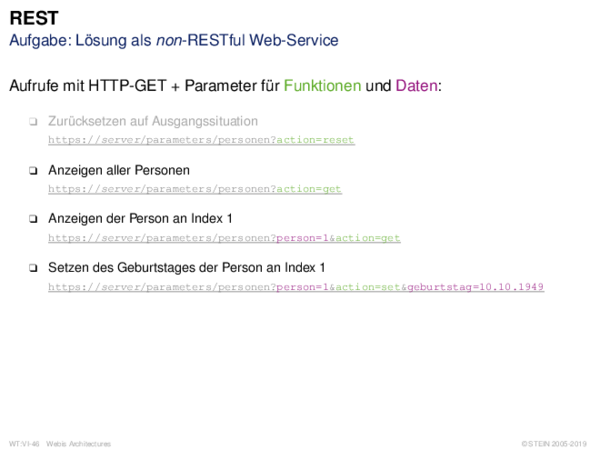 REST
Aufgabe: Lösung als non-RESTful Web-Service
Aufrufe mit HTTP-GET + Parameter für Funktionen und Daten:
❑ Zurücksetzen auf Ausgangssituation
https://server/parameters/personen?action=reset
❑ Anzeigen aller Personen
https://server/parameters/personen?action=get
❑ Anzeigen der Person an Index 1
https://server/parameters/personen?person=1&action=get
❑ Setzen des Geburtstages der Person an Index 1
https://server/parameters/personen?person=1&action=set&geburtstag=10.10.1949
WT:VI-46 Webis Architectures © STEIN 2005-2019